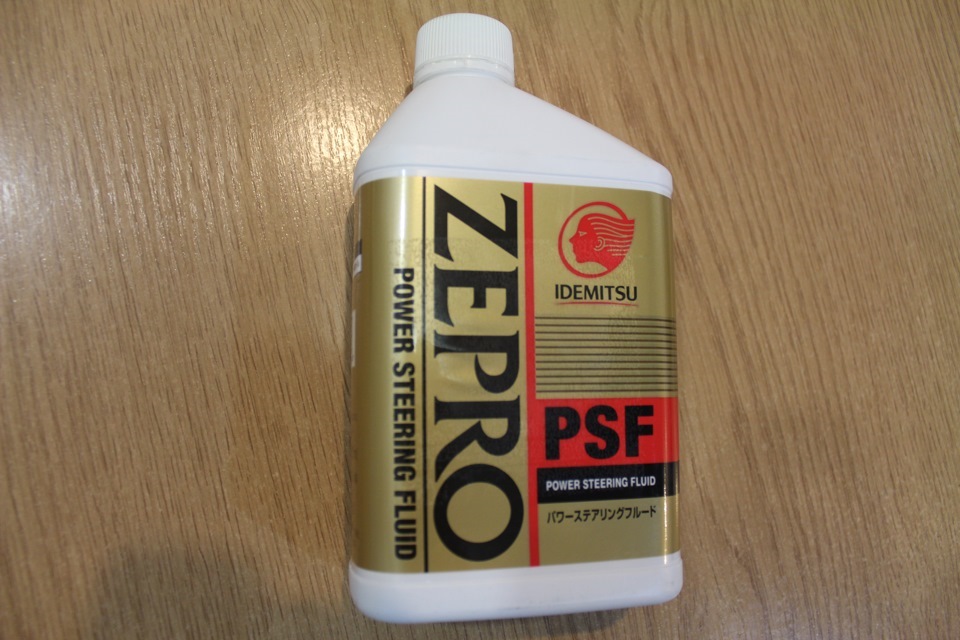 ZEPRO
POWER STEERING FLUID
IDEMITSU
PSF
POWER STEERING FLUID
パワーステアリングフルード